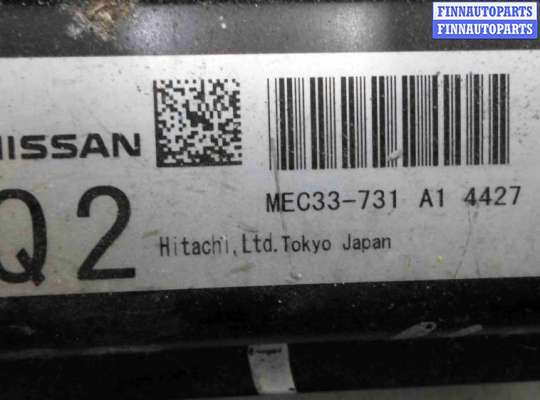 FINNAUTOPARTS
FINNAUTOPARTS
NISSAN
Q2
MEC33-731 A1 4427
Hitachi,Ltd.Tokyo Japan